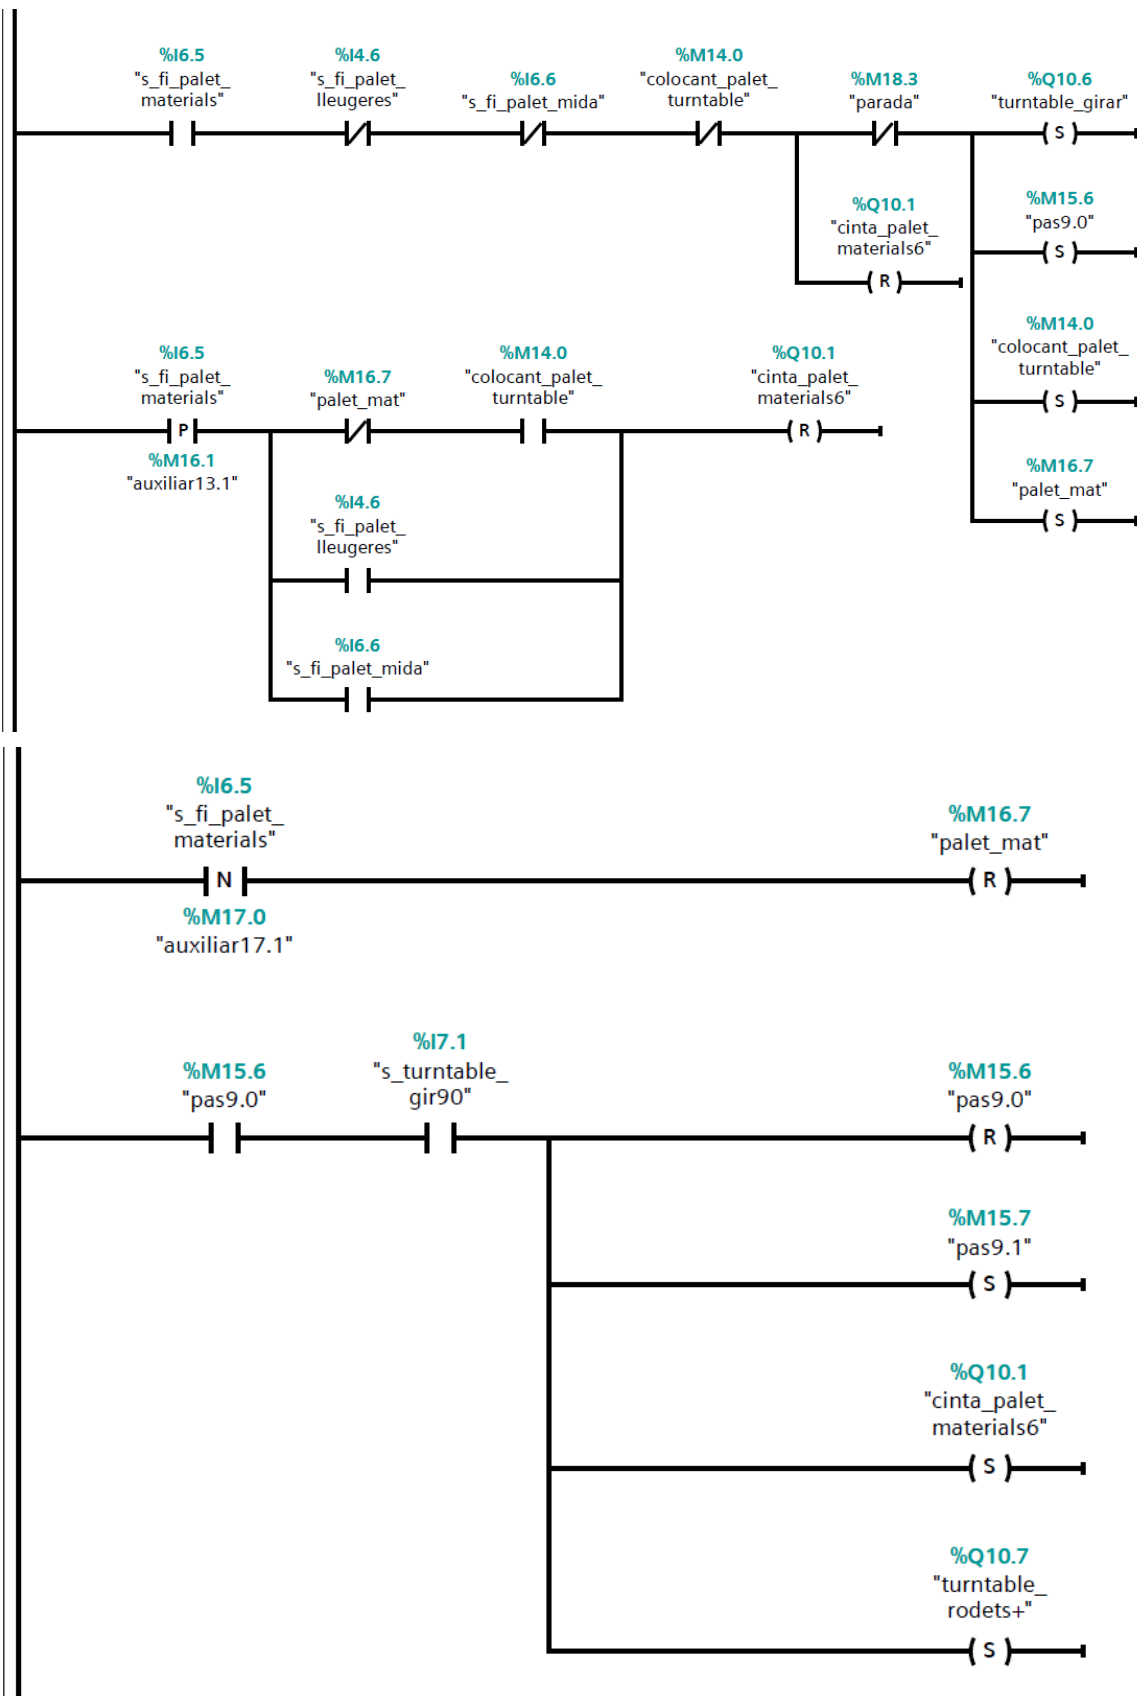 %I6.5
"s_fi_palet_
materials"
%I4.6
"s_fi_palet_
lleugeres"
%I6.6
"s_fi_palet_mida"
%M14.0
"colocant_palet_
turntable"
%M18.3
"parada"
%Q10.6
"turntable_girar"
S
%Q10.1
"cinta_palet_
materials6"
R
%M15.6
"pas9.0"
S
%M14.0
"colocant_palet_
turntable"
S
%M16.7
"palet_mat"
S
%I6.5
"s_fi_palet_
materials"
P
%M16.1
"auxiliar13.1"
%M16.7
"palet_mat"
%M14.0
"colocant_palet_
turntable"
%Q10.1
"cinta_palet_
materials6"
R
%I4.6
"s_fi_palet_
lleugeres"
%I6.6
"s_fi_palet_mida"
%I6.5
"s_fi_palet_
materials"
N
%M17.0
"auxiliar17.1"
%M16.7
"palet_mat"
R
%M15.6
"pas9.0"
%I7.1
"s_turntable_
gir90"
%M15.6
"pas9.0"
R
%M15.7
"pas9.1"
S
%Q10.1
"cinta_palet_
materials6"
S
%Q10.7
"turntable_
rodets+"
S